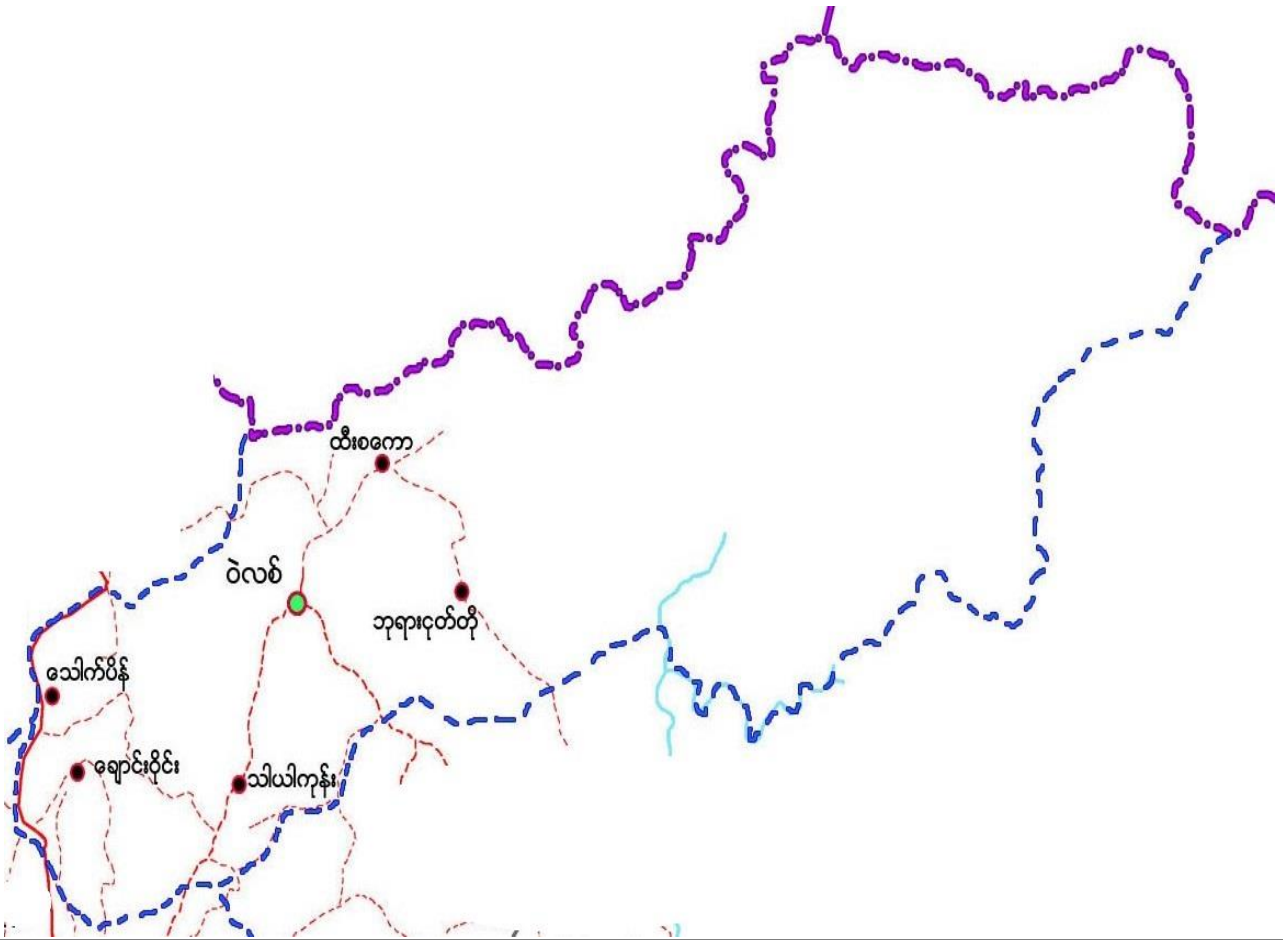 ထီးစကော
ဝဲလစ်
ဘုရားငုတ်တို
သေါက်ပိန်
ချောင်းဝိုင်း
သါယါကုန်း